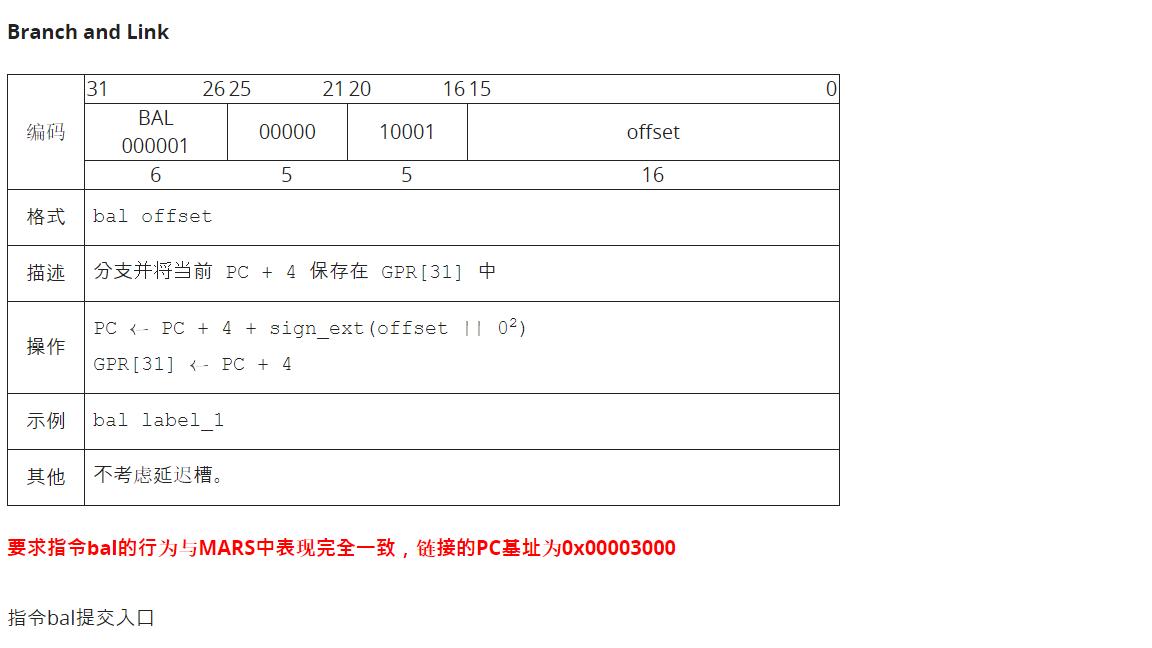 Branch and Link
31 26 25 21 20 16 15 0
编码
BAL
000001
00000 10001 offset
6 5 5 16
格式 bal offset
描述 分支并将当前 PC + 4 保存在 GPR[31] 中
操作
PC ← PC + 4 + sign_ext(offset || 0²)
GPR[31] ← PC + 4
示例 bal label_1
其他 不考虑延迟槽。
要求指令bal的行为与MARS中表现完全一致，链接的PC基址为0x00003000
指令bal提交入口